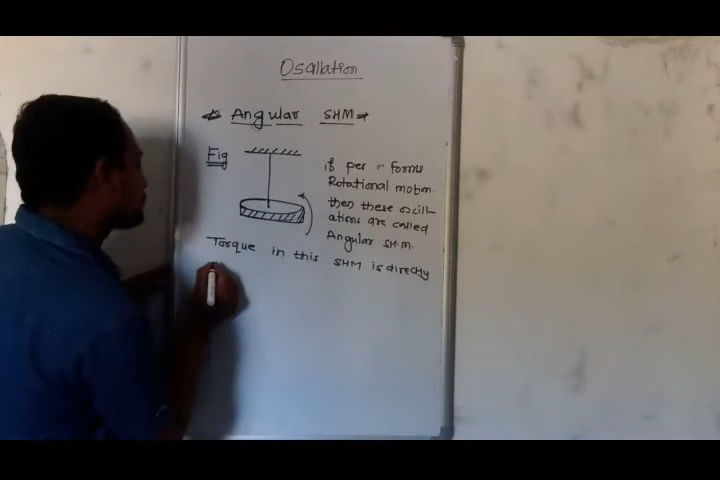 Oscillation
Angular SHM
Fig
if per - forms
Rotational motion.
then these oscill-
ations are called
Angular S.H.M.
Torque in this SHM is directly